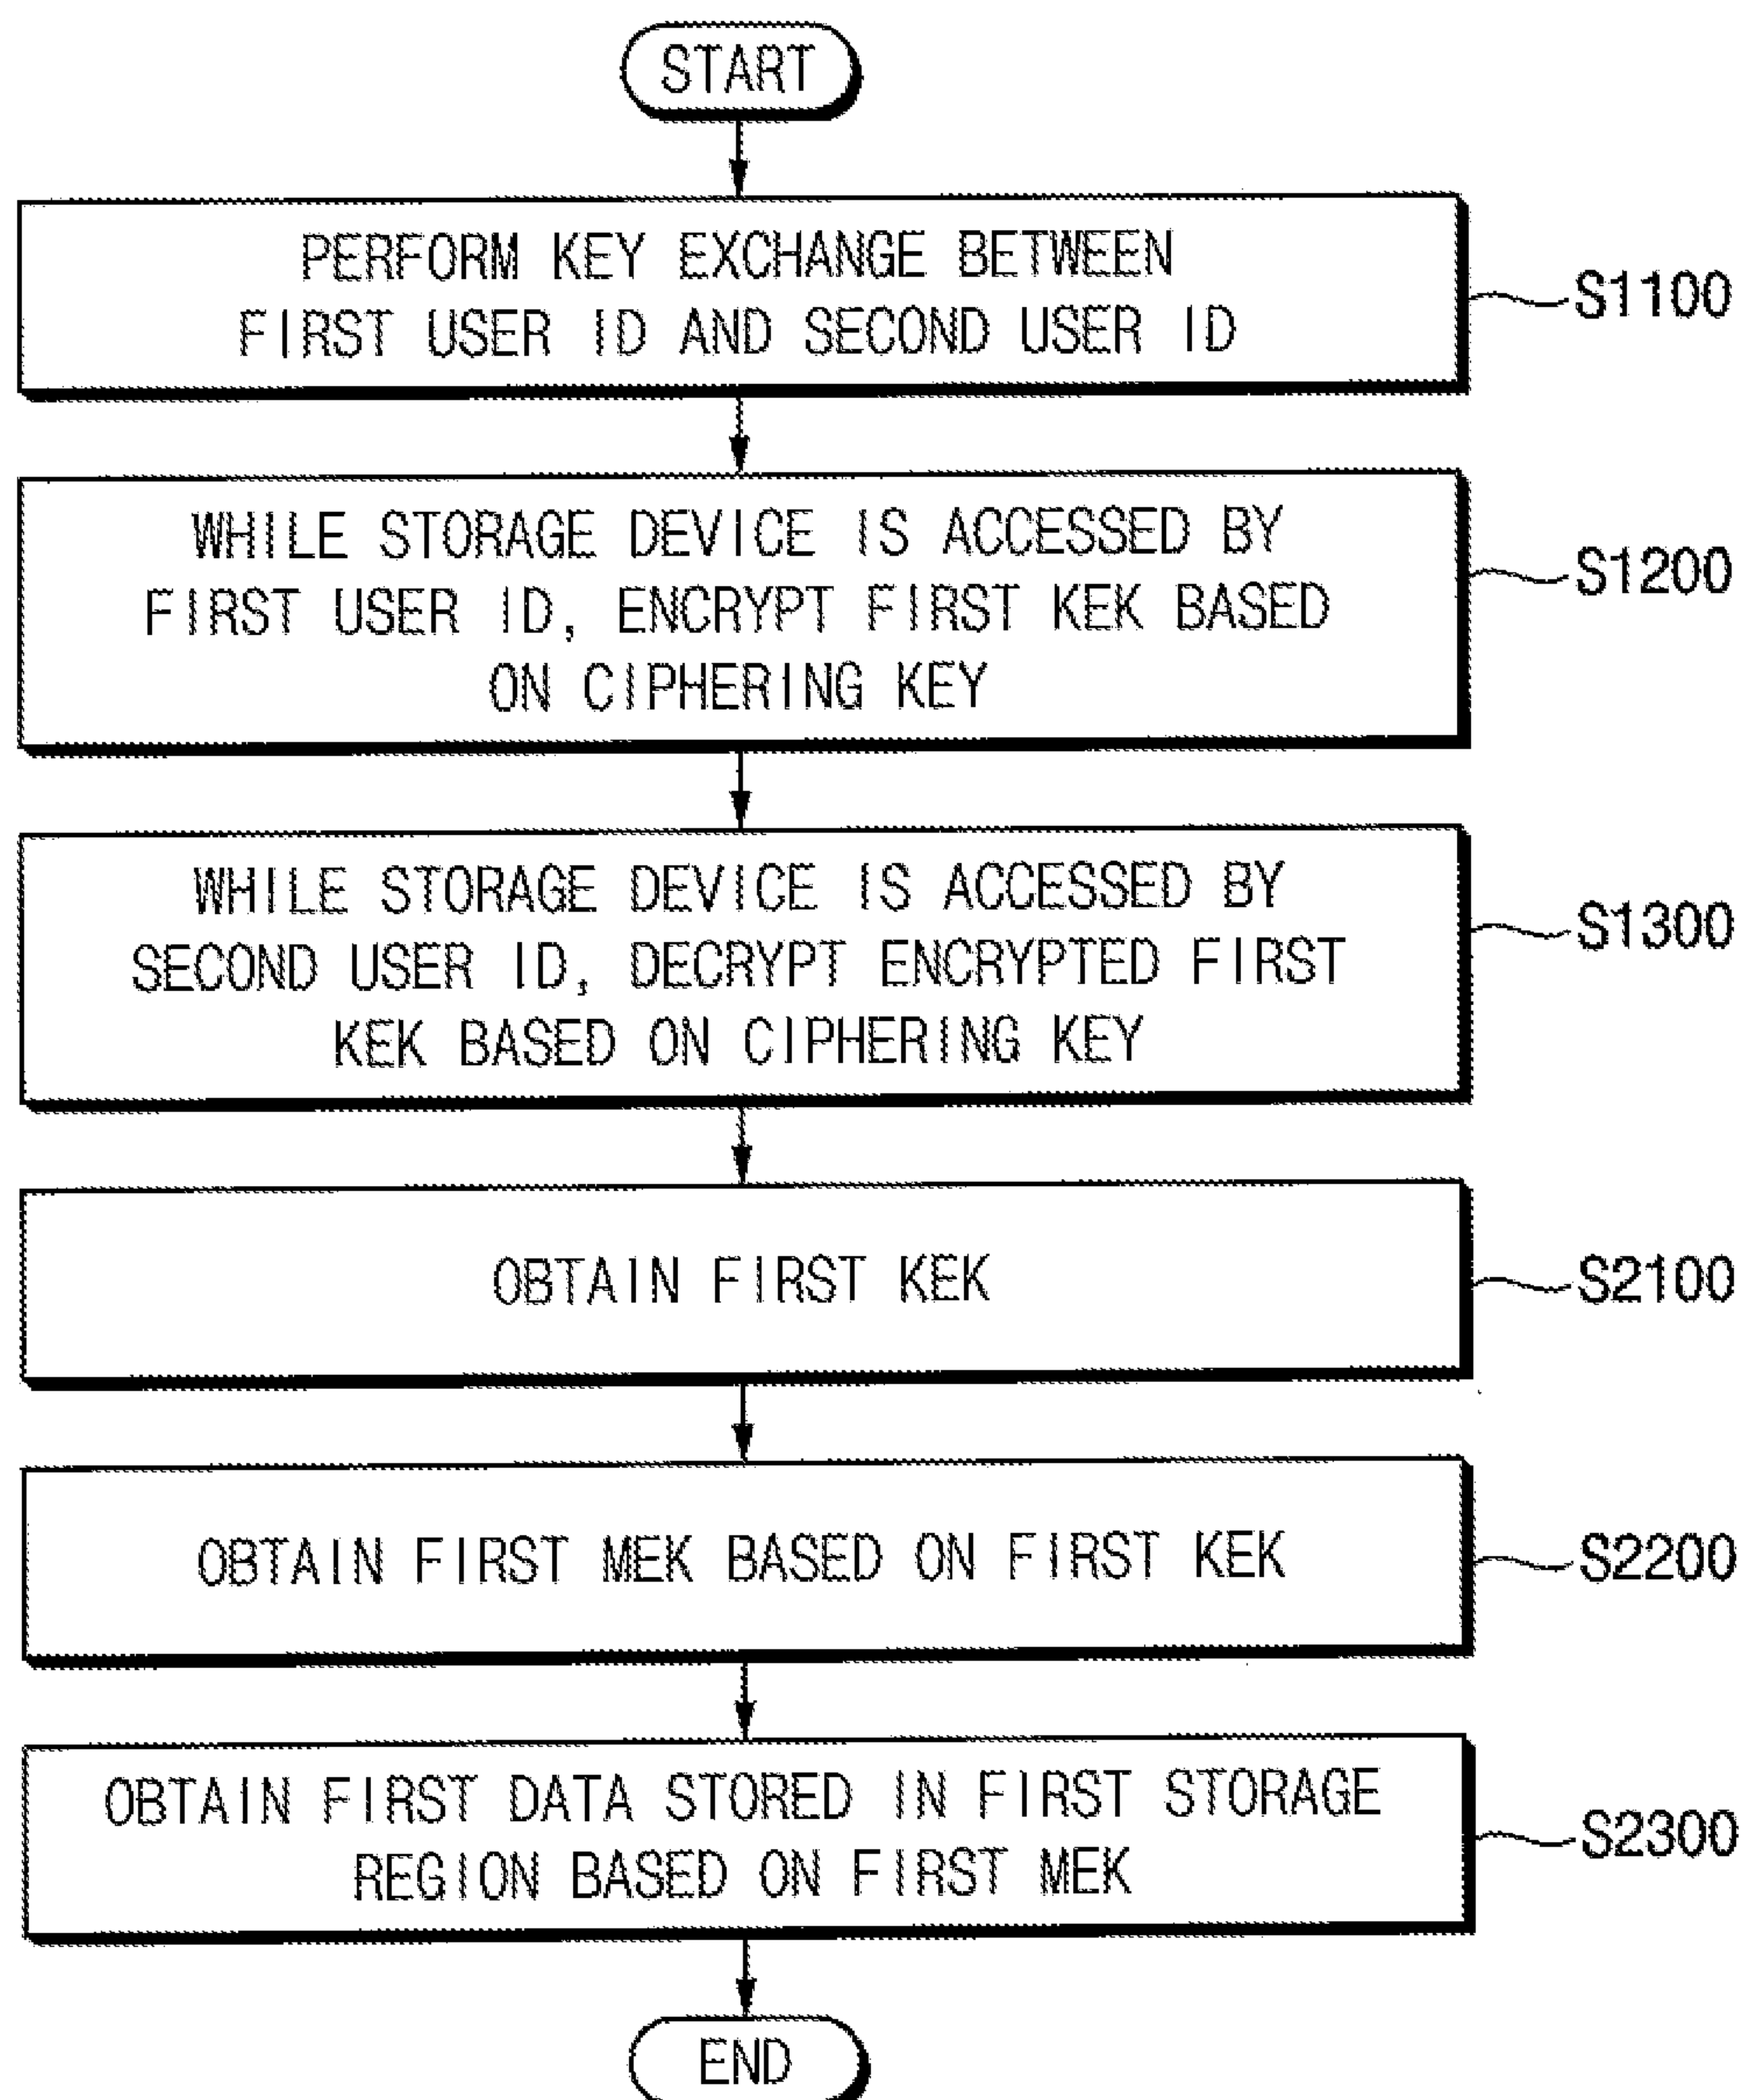 START
PERFORM KEY EXCHANGE BETWEEN
FIRST USER ID AND SECOND USER ID
S1100
WHILE STORAGE DEVICE IS ACCESSED BY
FIRST USER ID, ENCRYPT FIRST KEK BASED
ON CIPHERING KEY
S1200
WHILE STORAGE DEVICE IS ACCESSED BY
SECOND USER ID, DECRYPT ENCRYPTED FIRST
KEK BASED ON CIPHERING KEY
S1300
OBTAIN FIRST KEK
S2100
OBTAIN FIRST MEK BASED ON FIRST KEK
S2200
OBTAIN FIRST DATA STORED IN FIRST STORAGE
REGION BASED ON FIRST MEK
S2300
END